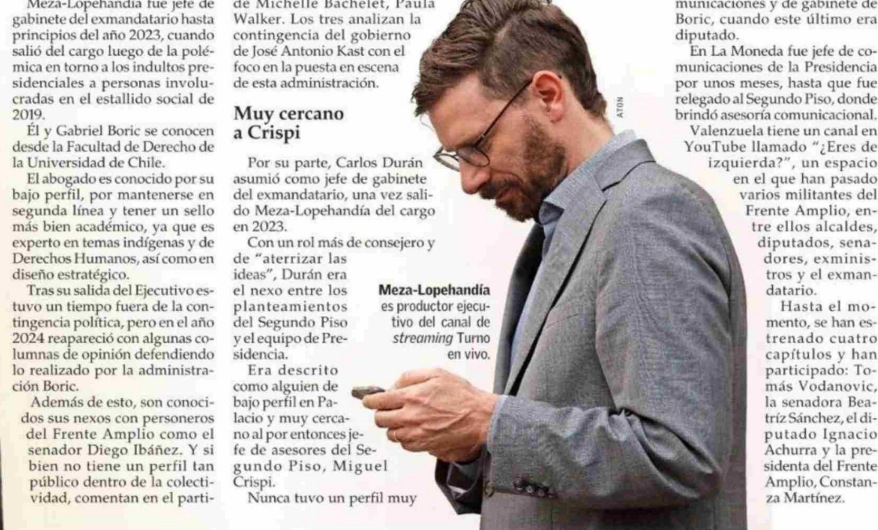 Meza-Lopehandía fue jefe de
gabinete del exmandatario hasta
principios del año 2023, cuando
salió del cargo luego de la polé-
mica en torno a los indultos pre-
sidenciales a personas involu-
cradas en el estallido social de
2019.
Él y Gabriel Boric se conocen
desde la Facultad de Derecho de
la Universidad de Chile.
El abogado es conocido por su
bajo perfil, por mantenerse en
segunda línea y tener un sello
más bien académico, ya que es
experto en temas indígenas y de
Derechos Humanos, así como en
diseño estratégico.
Tras su salida del Ejecutivo es-
tuvo un tiempo fuera de la con-
tingencia política, pero en el año
2024 reapareció con algunas co-
lumnas de opinión defendiendo
lo realizado por la administra-
ción Boric.
Además de esto, son conoci-
dos sus nexos con personeros
del Frente Amplio como el
senador Diego Ibáñez. Y si
bien no tiene un perfil tan
público dentro de la colecti-
vidad, comentan en el parti-
de Michelle Bachelet, Paula
Walker. Los tres analizan la
contingencia del gobierno
de José Antonio Kast con el
foco en la puesta en escena
de esta administración.
Muy cercano
a Crispi
Por su parte, Carlos Durán
asumió como jefe de gabinete
del exmandatario, una vez sali-
do Meza-Lopehandía del cargo
en 2023.
Con un rol más de consejero y
de “aterrizar las
ideas”, Durán era
el nexo entre los
planteamientos
del Segundo Piso
y el equipo de Pre-
sidencia.
Era descrito
como alguien de
bajo perfil en Pa-
lacio y muy cerca-
no al por entonces je-
fe de asesores del Se-
gundo Piso, Miguel
Crispi.
Nunca tuvo un perfil muy
Meza-Lopehandía
es productor ejecu-
tivo del canal de
streaming Turno
en vivo.
ATON
municaciones y de gabinete de
Boric, cuando este último era
diputado.
En La Moneda fue jefe de co-
municaciones de la Presidencia
por unos meses, hasta que fue
relegado al Segundo Piso, donde
brindó asesoría comunicacional.
Valenzuela tiene un canal en
YouTube llamado “¿Eres de
izquierda?”, un espacio
en el que han pasado
varios militantes del
Frente Amplio, en-
tre ellos alcaldes,
diputados, sena-
dores, exminis-
tros y el exman-
datario.
Hasta el mo-
mento, se han es-
trenado cuatro
capítulos y han
participado: To-
más Vodanovic,
la senadora Bea-
tríz Sánchez, el di-
putado Ignacio
Achurra y la pre-
sidenta del Frente
Amplio, Constan-
za Martínez.